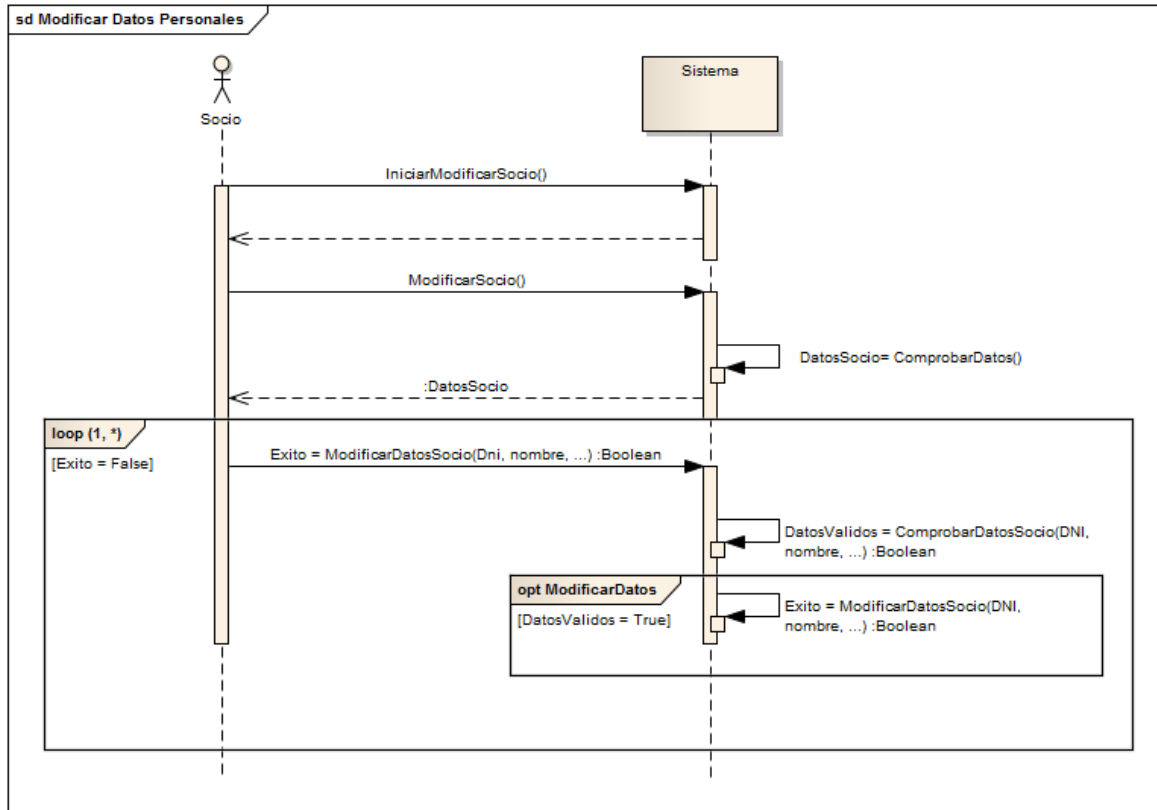 sd Modificar Datos Personales
Socio
Sistema
IniciarModificarSocio()
ModificarSocio()
DatosSocio= ComprobarDatos()
:DatosSocio
loop (1, *)
[Exito = False]
Exito = ModificarDatosSocio(Dni, nombre, ...) :Boolean
DatosValidos = ComprobarDatosSocio(DNI,
nombre, ...) :Boolean
opt ModificarDatos
[DatosValidos = True]
Exito = ModificarDatosSocio(DNI,
nombre, ...) :Boolean